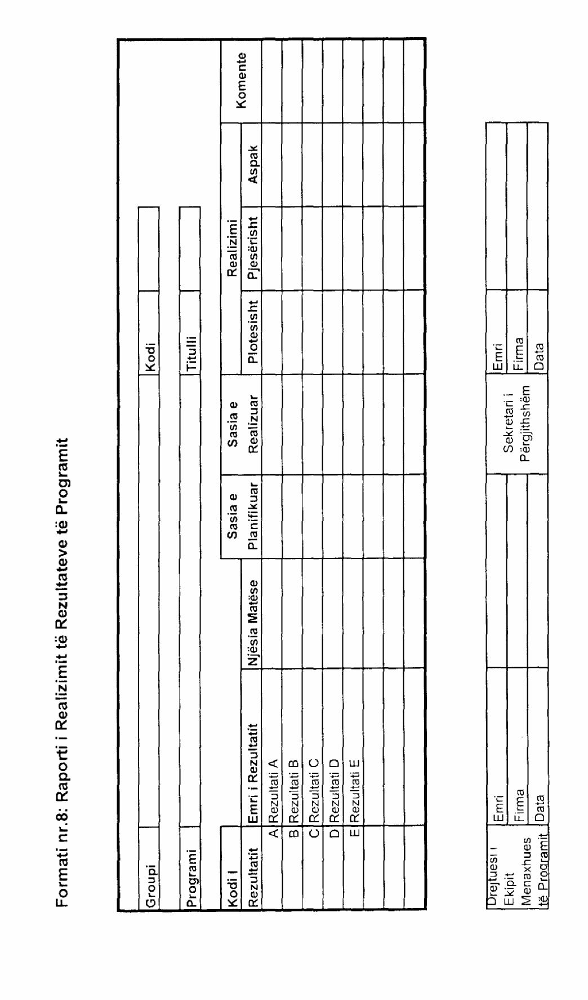 Formati nr.8: Raporti i Realizimit të Rezultateve të Programit
Groupi Kodi
Programi Titulli
Kodi I Sasia e Sasia e Realizimi Komente
Rezultatit Emri i Rezultatit Njësia Matëse Planifikuar Realizuar Plotesisht Pjesërisht Aspak
A Rezultati A
B Rezultati B
C Rezultati C
D Rezultati D
E Rezultati E
Drejtuesi I Emri Emri
Ekipit Firma Sekretari i Firma
Menaxhues Përgjithshëm
të Programit Data Data